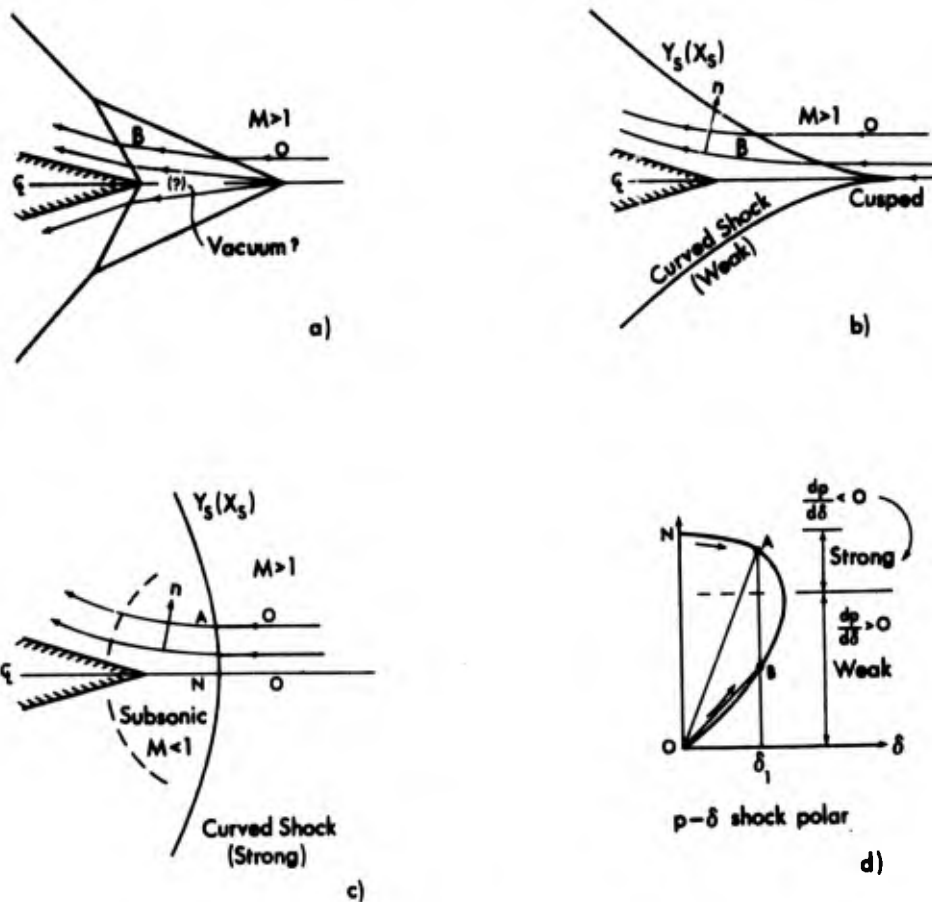 M>1
O
B
(?)
℄
Vacuum?
a)
Y_S(X_S)
n
M>1
O
B
℄
Cusped
Curved Shock
(Weak)
b)
Y_S(X_S)
n
M>1
A
O
℄
N
O
Subsonic
M<1
Curved Shock
(Strong)
c)
dp/dδ<0
N
A
Strong
dp/dδ>0
B
Weak
O
δ_1
δ
p-δ shock polar
d)